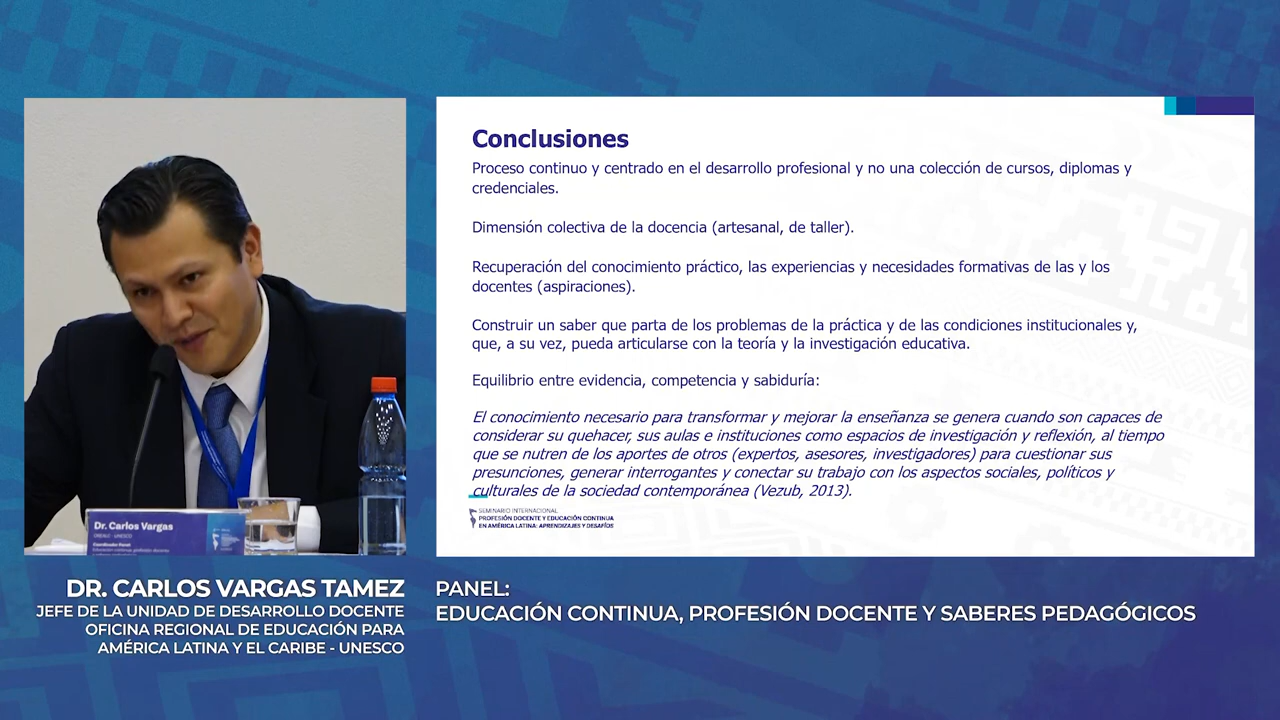 Conclusiones
Proceso continuo y centrado en el desarrollo profesional y no una colección de cursos, diplomas y
credenciales.
Dimensión colectiva de la docencia (artesanal, de taller).
Recuperación del conocimiento práctico, las experiencias y necesidades formativas de las y los
docentes (aspiraciones).
Construir un saber que parta de los problemas de la práctica y de las condiciones institucionales y,
que, a su vez, pueda articularse con la teoría y la investigación educativa.
Equilibrio entre evidencia, competencia y sabiduría:
El conocimiento necesario para transformar y mejorar la enseñanza se genera cuando son capaces de
considerar su quehacer, sus aulas e instituciones como espacios de investigación y reflexión, al tiempo
que se nutren de los aportes de otros (expertos, asesores, investigadores) para cuestionar sus
presunciones, generar interrogantes y conectar su trabajo con los aspectos sociales, políticos y
culturales de la sociedad contemporánea (Vezub, 2013).
SEMINARIO INTERNACIONAL
PROFESIÓN DOCENTE Y EDUCACIÓN CONTINUA
EN AMÉRICA LATINA: APRENDIZAJES Y DESAFÍOS
Dr. Carlos Vargas
OREALC - UNESCO
Coordinador Panel
DR. CARLOS VARGAS TAMEZ
JEFE DE LA UNIDAD DE DESARROLLO DOCENTE
OFICINA REGIONAL DE EDUCACIÓN PARA
AMÉRICA LATINA Y EL CARIBE - UNESCO
PANEL:
EDUCACIÓN CONTINUA, PROFESIÓN DOCENTE Y SABERES PEDAGÓGICOS